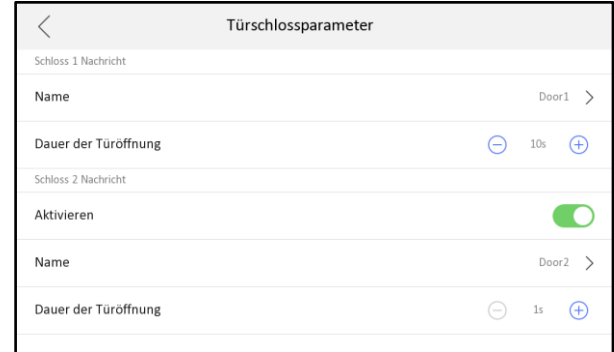 Türschlossparameter
Schloss 1 Nachricht
Name Door1
Dauer der Türöffnung 10s
Schloss 2 Nachricht
Aktivieren
Name Door2
Dauer der Türöffnung 1s